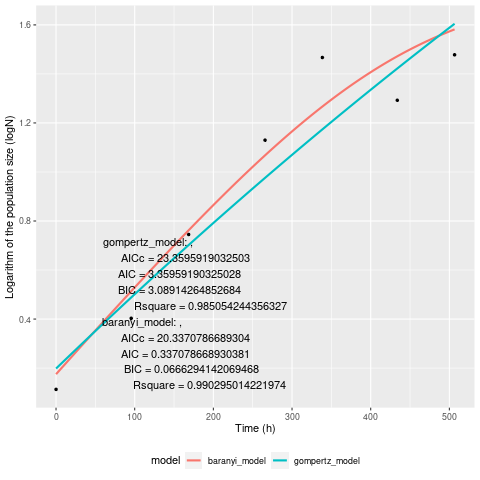 1.6
1.2
0.8
0.4
Logarithm of the population size (logN)
gompertz_model: ,
AICc = 23.3595919032503
AIC = 3.35959190325028
BIC = 3.08914264852684
Rsquare = 0.985054244356327
baranyi_model: ,
AICc = 20.3370786689304
AIC = 0.337078668930381
BIC = 0.0666294142069468
Rsquare = 0.990295014221974
0 100 200 300 400 500
Time (h)
model baranyi_model gompertz_model